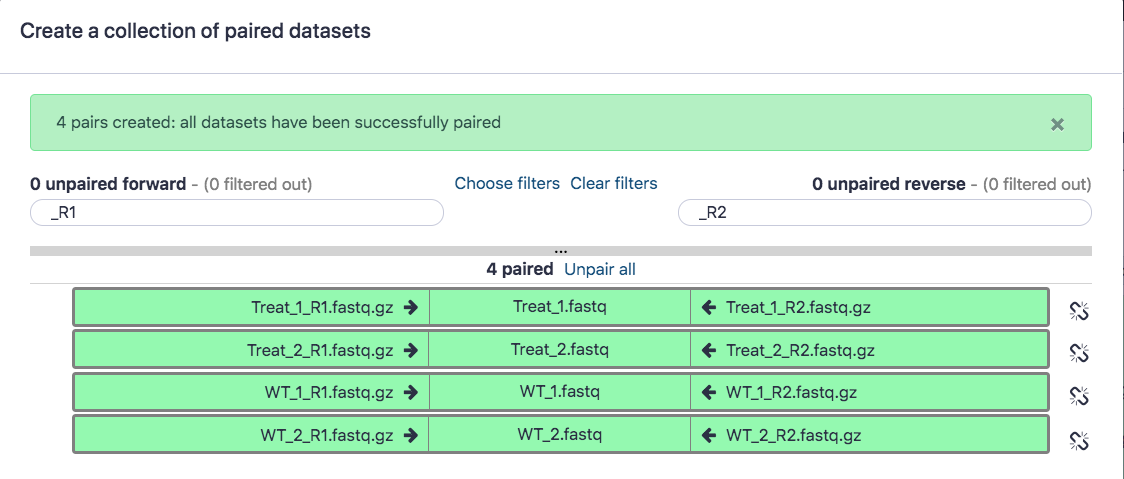 Create a collection of paired datasets
4 pairs created: all datasets have been successfully paired ×
0 unpaired forward - (0 filtered out) Choose filters Clear filters 0 unpaired reverse - (0 filtered out)
_R1 _R2
...
4 paired Unpair all
Treat_1_R1.fastq.gz → Treat_1.fastq ← Treat_1_R2.fastq.gz
Treat_2_R1.fastq.gz → Treat_2.fastq ← Treat_2_R2.fastq.gz
WT_1_R1.fastq.gz → WT_1.fastq ← WT_1_R2.fastq.gz
WT_2_R1.fastq.gz → WT_2.fastq ← WT_2_R2.fastq.gz